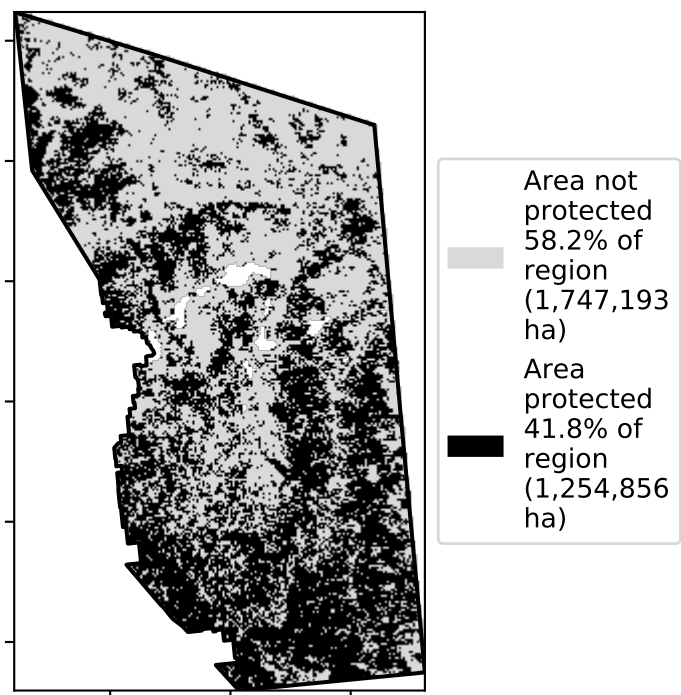 Area not
protected
58.2% of
region
(1,747,193
ha)
Area
protected
41.8% of
region
(1,254,856
ha)